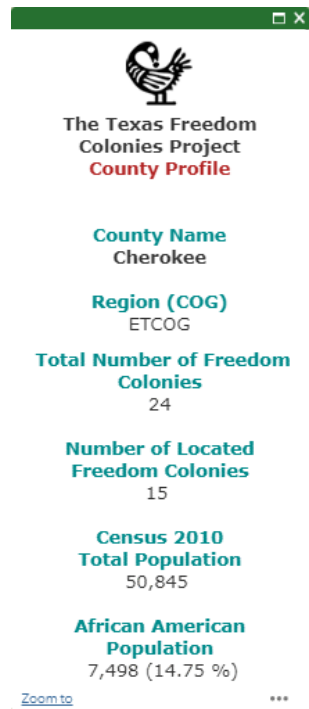 The Texas Freedom
Colonies Project
County Profile
County Name
Cherokee
Region (COG)
ETCOG
Total Number of Freedom
Colonies
24
Number of Located
Freedom Colonies
15
Census 2010
Total Population
50,845
African American
Population
7,498 (14.75 %)
Zoom to